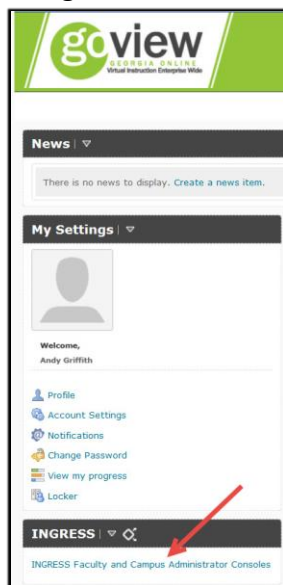 goview
GEORGIA ONLINE
Virtual Instruction Enterprise Wide
News
There is no news to display. Create a news item.
My Settings
Welcome,
Andy Griffith
Profile
Account Settings
Notifications
Change Password
View my progress
Locker
INGRESS
INGRESS Faculty and Campus Administrator Consoles